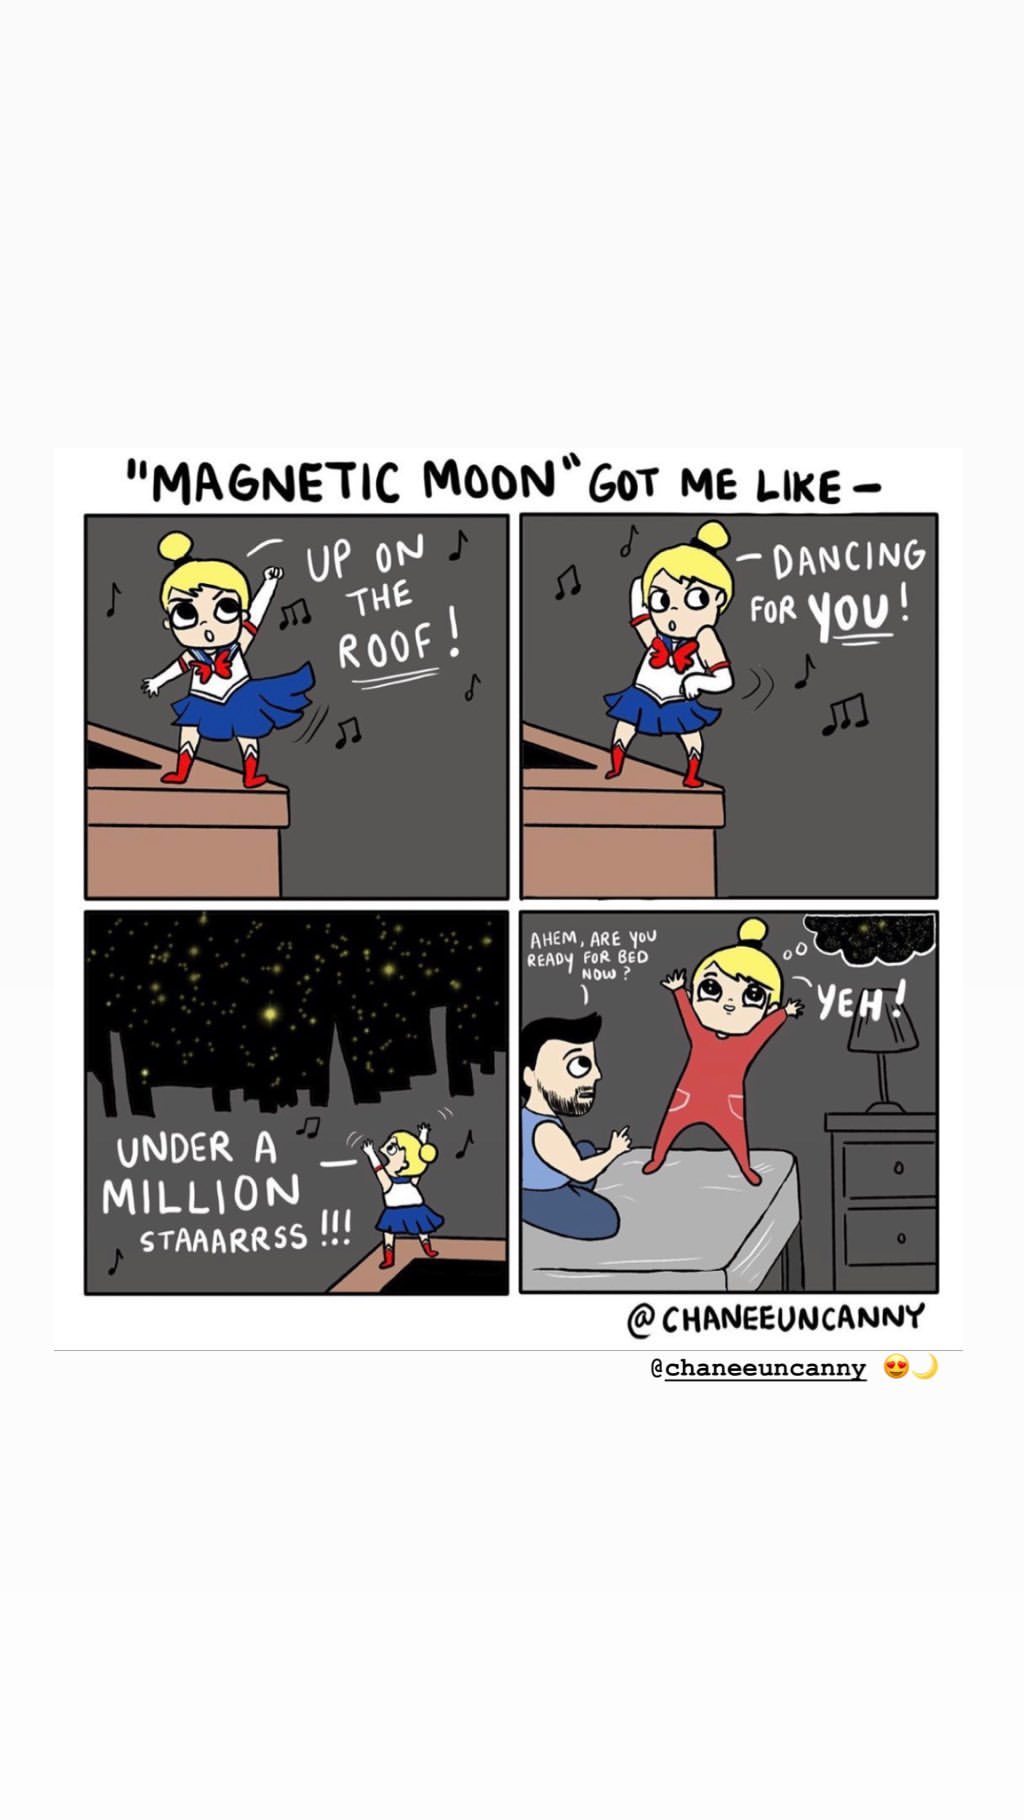 "MAGNETIC MOON" GOT ME LIKE —
UP ON
THE
ROOF!
— DANCING
FOR YOU!
UNDER A
MILLION
STAAARRSS!!!
AHEM, ARE YOU
READY FOR BED
NOW?
YEH!
@CHANEEUNCANNY
@chaneeuncanny 😍🌙